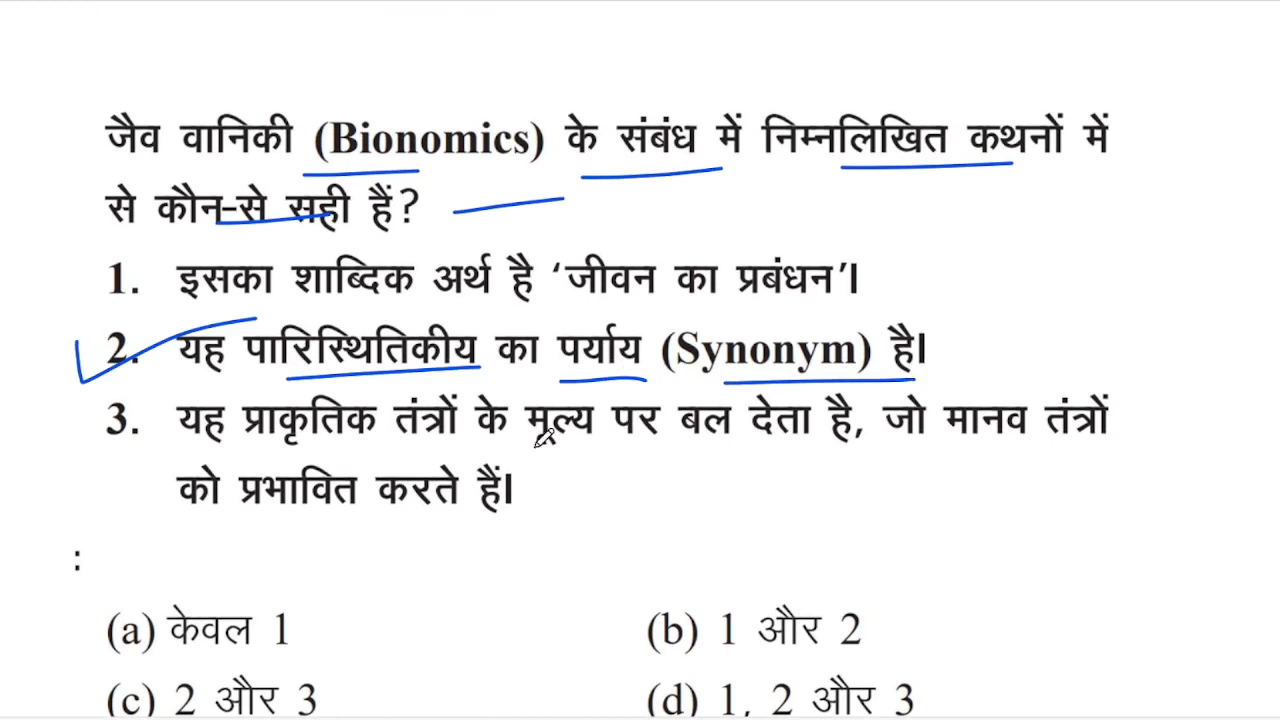 जैव वानिकी (Bionomics) के संबंध में निम्नलिखित कथनों में
से कौन-से सही हैं?
1. इसका शाब्दिक अर्थ है ‘जीवन का प्रबंधन’।
2. यह पारिस्थितिकीय का पर्याय (Synonym) है।
3. यह प्राकृतिक तंत्रों के मूल्य पर बल देता है, जो मानव तंत्रों
को प्रभावित करते हैं।
:
(a) केवल 1 (b) 1 और 2
(c) 2 और 3 (d) 1, 2 और 3